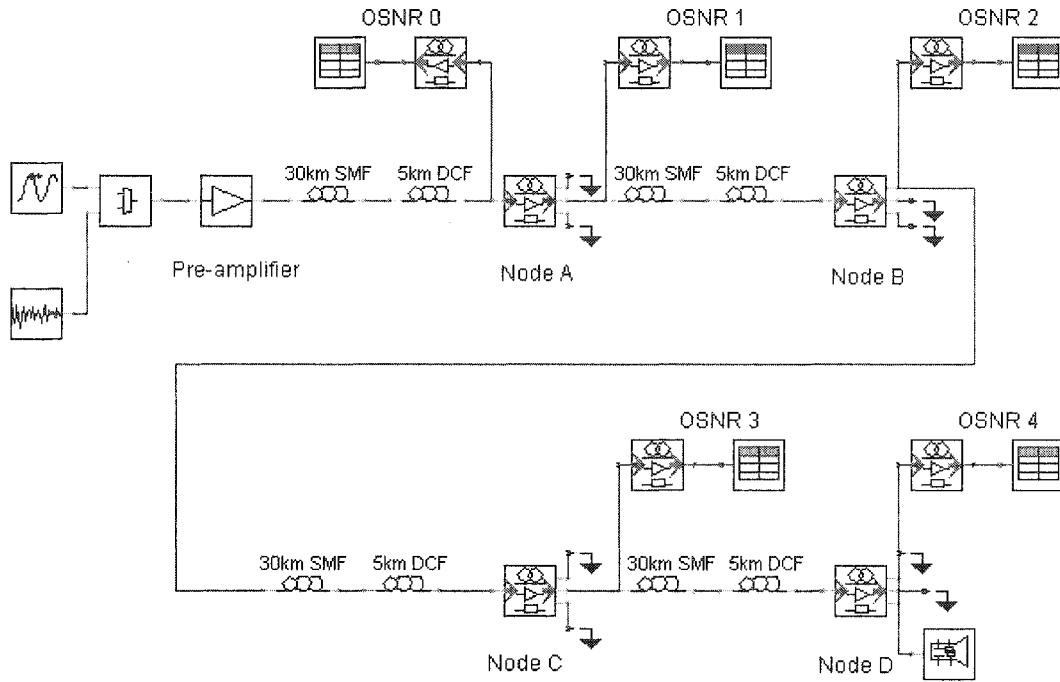 OSNR 0
OSNR 1
OSNR 2
30km SMF
5km DCF
30km SMF
5km DCF
Pre-amplifier
Node A
Node B
OSNR 3
OSNR 4
30km SMF
5km DCF
30km SMF
5km DCF
Node C
Node D